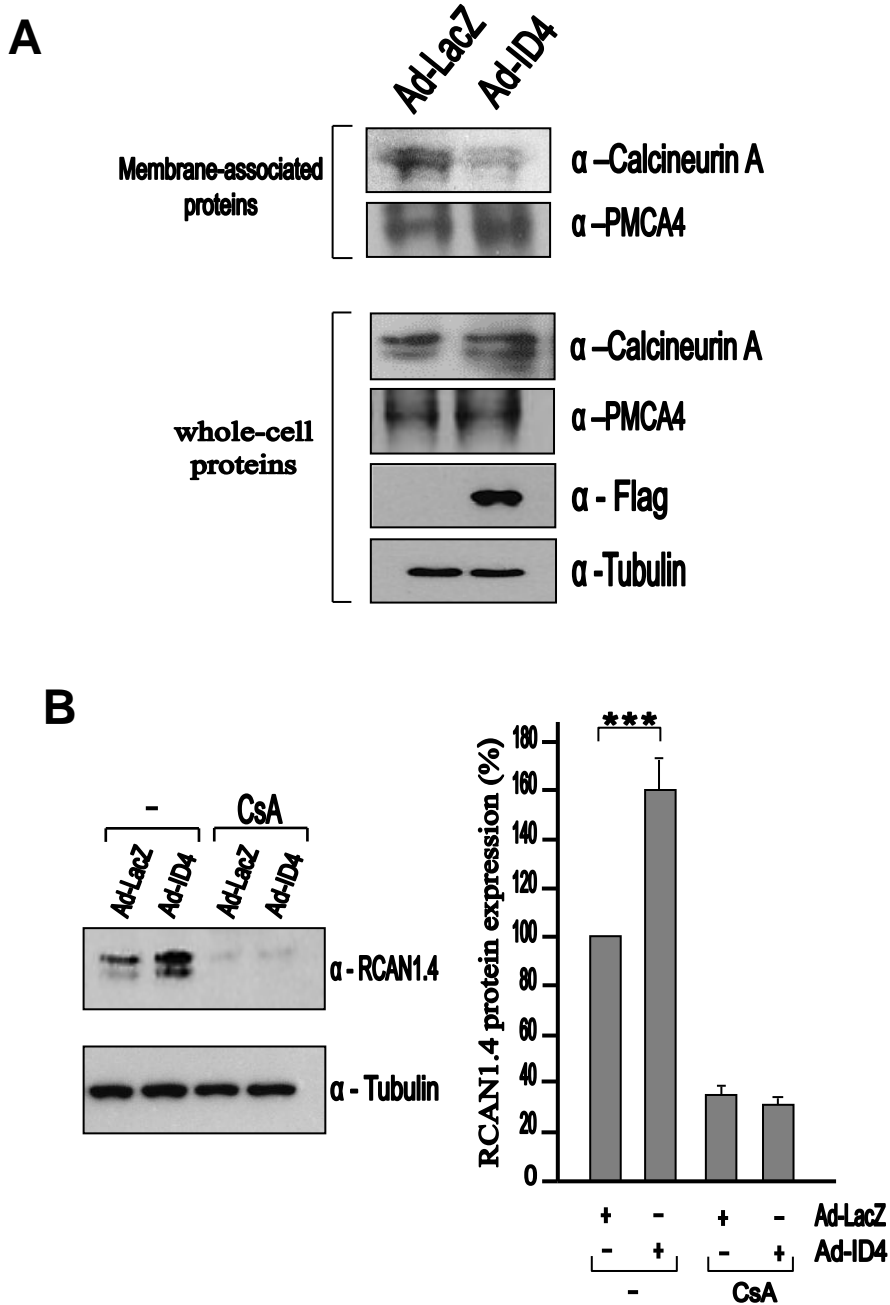 A
Ad-LacZ Ad-ID4
Membrane-associated
proteins
α –Calcineurin A
α –PMCA4
whole-cell
proteins
α –Calcineurin A
α –PMCA4
α - Flag
α -Tubulin
B
- CsA
Ad-LacZ Ad-ID4 Ad-LacZ Ad-ID4
α - RCAN1.4
α - Tubulin
RCAN1.4 protein expression (%)
***
180
160
140
120
100
80
60
40
20
0
+ - + - Ad-LacZ
- + - + Ad-ID4
- CsA